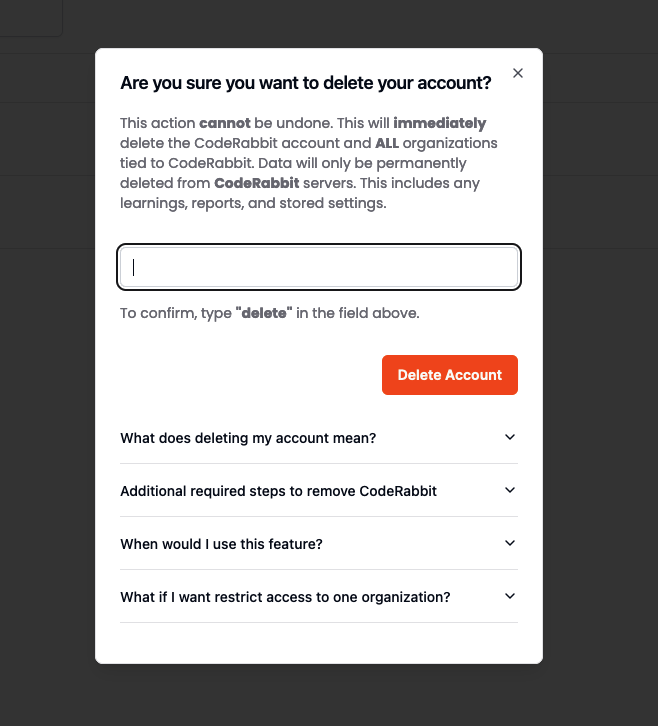 Are you sure you want to delete your account?
This action cannot be undone. This will immediately
delete the CodeRabbit account and ALL organizations
tied to CodeRabbit. Data will only be permanently
deleted from CodeRabbit servers. This includes any
learnings, reports, and stored settings.
To confirm, type "delete" in the field above.
Delete Account
What does deleting my account mean?
Additional required steps to remove CodeRabbit
When would I use this feature?
What if I want restrict access to one organization?